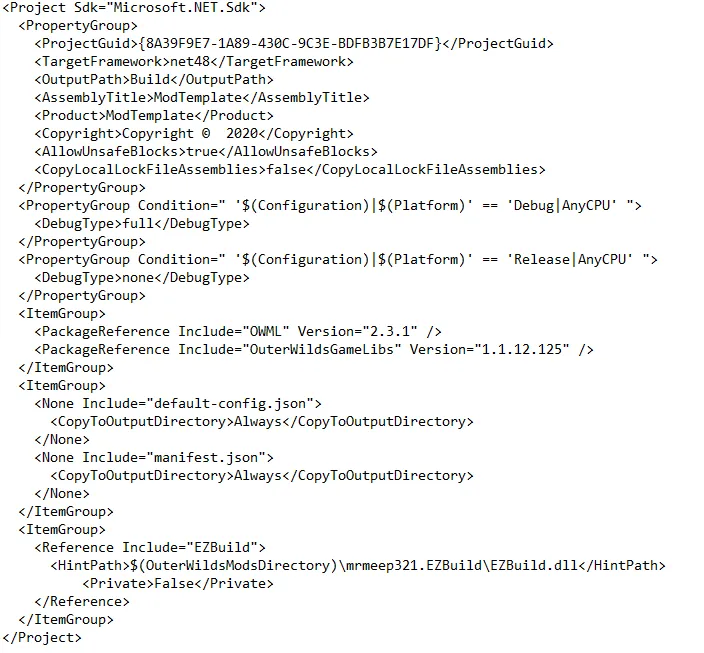 <Project Sdk="Microsoft.NET.Sdk">
  <PropertyGroup>
    <ProjectGuid>{8A39F9E7-1A89-430C-9C3E-BDFB3B7E17DF}</ProjectGuid>
    <TargetFramework>net48</TargetFramework>
    <OutputPath>Build</OutputPath>
    <AssemblyTitle>ModTemplate</AssemblyTitle>
    <Product>ModTemplate</Product>
    <Copyright>Copyright ©  2020</Copyright>
    <AllowUnsafeBlocks>true</AllowUnsafeBlocks>
    <CopyLocalLockFileAssemblies>false</CopyLocalLockFileAssemblies>
  </PropertyGroup>
  <PropertyGroup Condition=" '$(Configuration)|$(Platform)' == 'Debug|AnyCPU' ">
    <DebugType>full</DebugType>
  </PropertyGroup>
  <PropertyGroup Condition=" '$(Configuration)|$(Platform)' == 'Release|AnyCPU' ">
    <DebugType>none</DebugType>
  </PropertyGroup>
  <ItemGroup>
    <PackageReference Include="OWML" Version="2.3.1" />
    <PackageReference Include="OuterWildsGameLibs" Version="1.1.12.125" />
  </ItemGroup>
  <ItemGroup>
    <None Include="default-config.json">
      <CopyToOutputDirectory>Always</CopyToOutputDirectory>
    </None>
    <None Include="manifest.json">
      <CopyToOutputDirectory>Always</CopyToOutputDirectory>
    </None>
  </ItemGroup>
  <ItemGroup>
    <Reference Include="EZBuild">
      <HintPath>$(OuterWildsModsDirectory)\mrmeep321.EZBuild\EZBuild.dll</HintPath>
          <Private>False</Private>
    </Reference>
  </ItemGroup>
</Project>